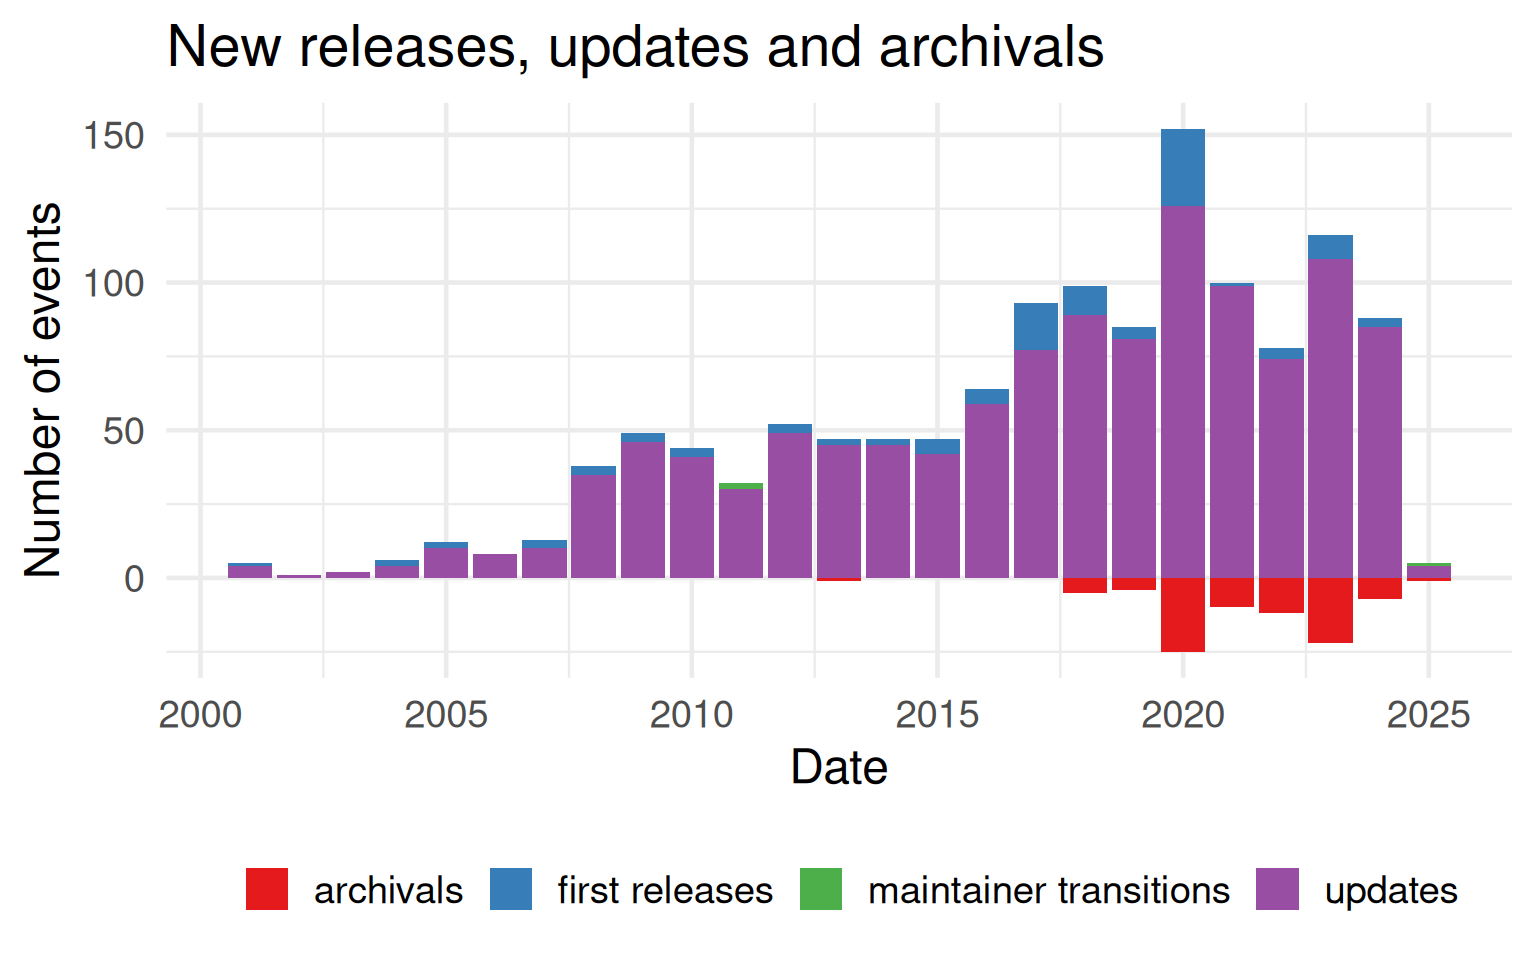 New releases, updates and archivals
Number of events
150
100
50
0
2000 2005 2010 2015 2020 2025
Date
archivals first releases maintainer transitions updates